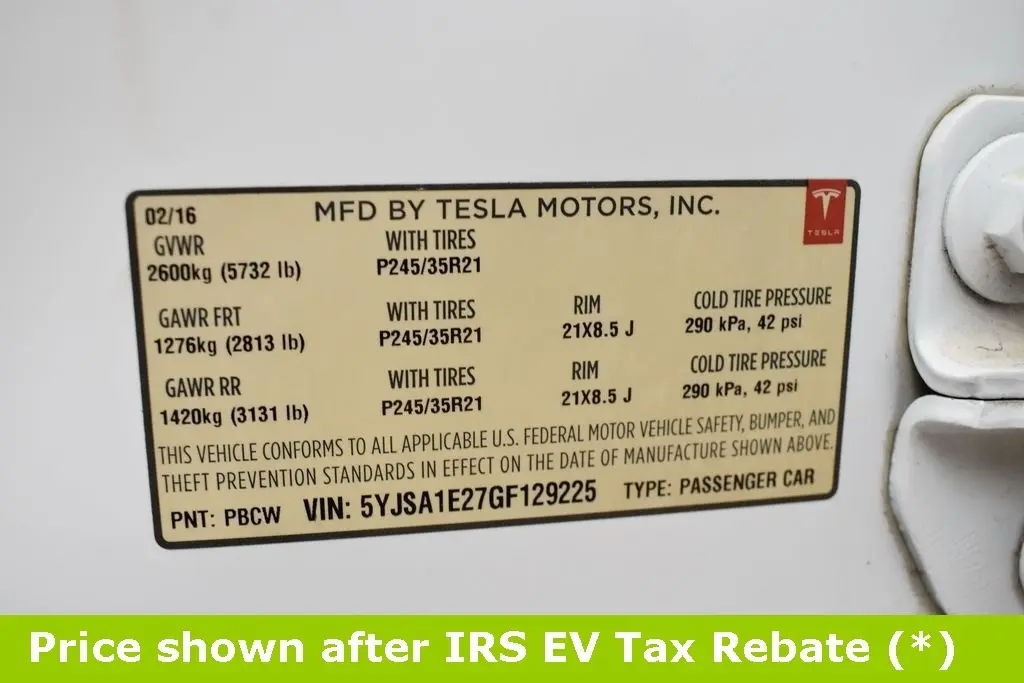 02/16 MFD BY TESLA MOTORS, INC.
TESLA
GVWR WITH TIRES
2600kg (5732 lb) P245/35R21
GAWR FRT WITH TIRES RIM COLD TIRE PRESSURE
1276kg (2813 lb) P245/35R21 21X8.5 J 290 kPa, 42 psi
GAWR RR WITH TIRES RIM COLD TIRE PRESSURE
1420kg (3131 lb) P245/35R21 21X8.5 J 290 kPa, 42 psi
THIS VEHICLE CONFORMS TO ALL APPLICABLE U.S. FEDERAL MOTOR VEHICLE SAFETY, BUMPER, AND
THEFT PREVENTION STANDARDS IN EFFECT ON THE DATE OF MANUFACTURE SHOWN ABOVE.
PNT: PBCW VIN: 5YJSA1E27GF129225 TYPE: PASSENGER CAR
Price shown after IRS EV Tax Rebate (*)